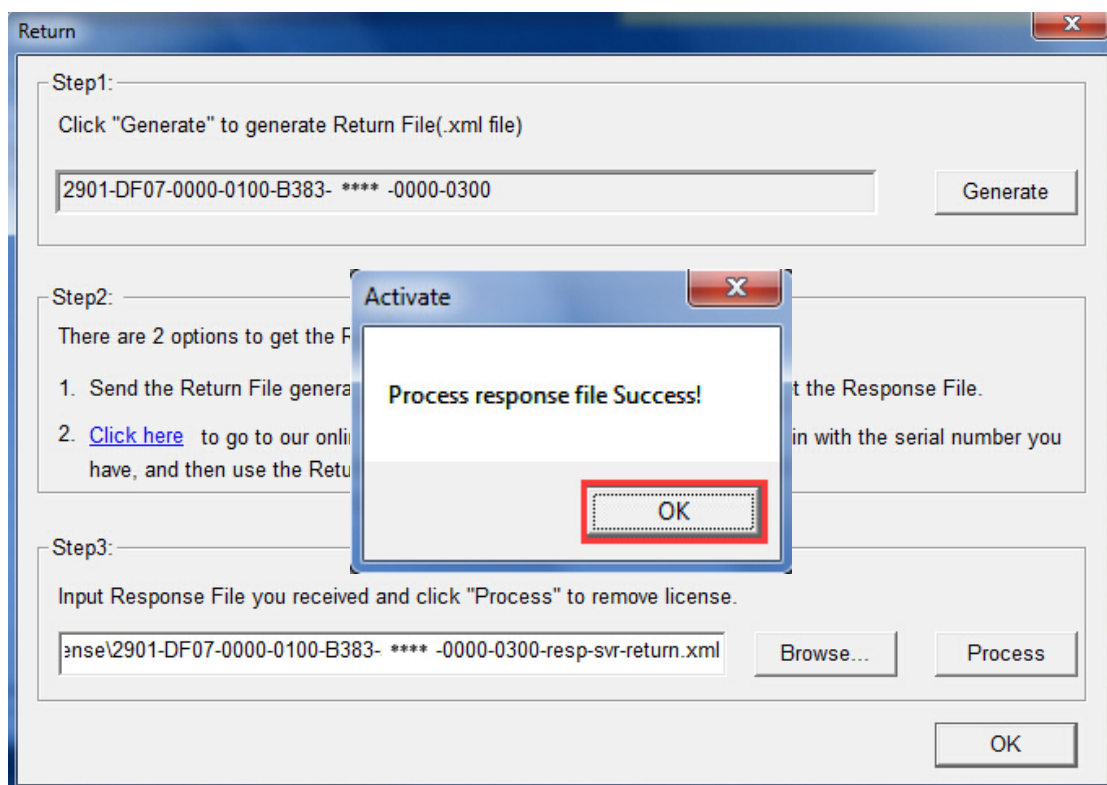 Return
Step1:
Click "Generate" to generate Return File(.xml file)
2901-DF07-0000-0100-B383- **** -0000-0300
Generate
Step2:
There are 2 options to get the
1. Send the Return File genera
t the Response File.
2. Click here to go to our onli
in with the serial number you
have, and then use the Retu
Activate
Process response file Success!
OK
Step3:
Input Response File you received and click "Process" to remove license.
ense\2901-DF07-0000-0100-B383- **** -0000-0300-resp-svr-return.xml
Browse...
Process
OK